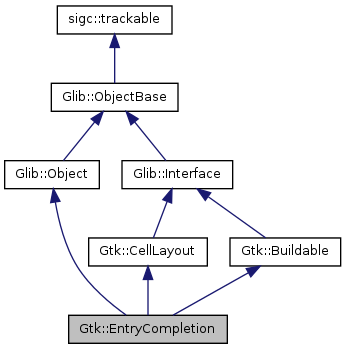 sigc::trackable
Glib::ObjectBase
Glib::Object
Glib::Interface
Gtk::CellLayout
Gtk::Buildable
Gtk::EntryCompletion